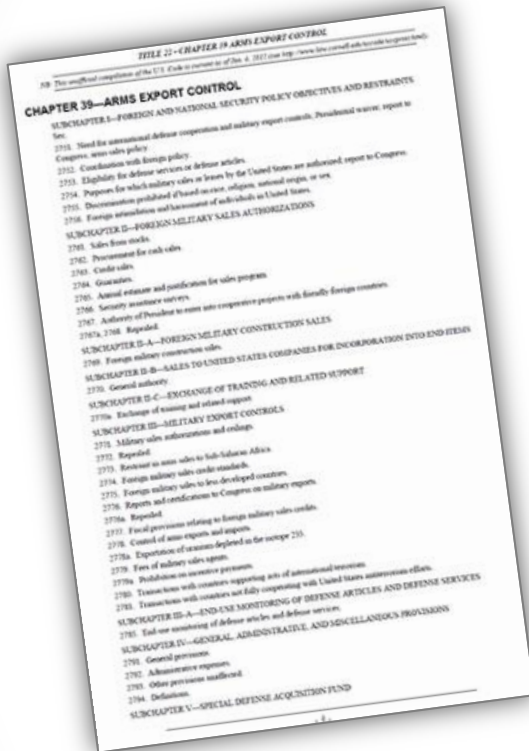 TITLE 22 - CHAPTER 39 ARMS EXPORT CONTROL
NB: This unofficial compilation of the U.S. Code is current as of Jan. 4, 2012 (see http://www.law.cornell.edu/uscode/uscprint.html).
CHAPTER 39—ARMS EXPORT CONTROL
SUBCHAPTER I—FOREIGN AND NATIONAL SECURITY POLICY OBJECTIVES AND RESTRAINTS
Sec.
2751. Need for international defense cooperation and military export controls; Presidential waiver; report to
Congress; arms sales policy.
2752. Coordination with foreign policy.
2753. Eligibility for defense services or defense articles.
2754. Purposes for which military sales or leases by the United States are authorized; report to Congress.
2755. Discrimination prohibited if based on race, religion, national origin, or sex.
2756. Foreign intimidation and harassment of individuals in United States.
SUBCHAPTER II—FOREIGN MILITARY SALES AUTHORIZATIONS
2761. Sales from stocks.
2762. Procurement for cash sales.
2763. Credit sales.
2764. Guaranties.
2765. Annual estimate and justification for sales program.
2766. Security assistance surveys.
2767. Authority of President to enter into cooperative projects with friendly foreign countries.
2767a, 2768. Repealed.
SUBCHAPTER II-A—FOREIGN MILITARY CONSTRUCTION SALES
2769. Foreign military construction sales.
SUBCHAPTER II-B—SALES TO UNITED STATES COMPANIES FOR INCORPORATION INTO END ITEMS
2770. General authority.
SUBCHAPTER II-C—EXCHANGE OF TRAINING AND RELATED SUPPORT
2770a. Exchange of training and related support.
SUBCHAPTER III—MILITARY EXPORT CONTROLS
2771. Military sales authorizations and ceilings.
2772. Repealed.
2773. Restraint in arms sales to Sub-Saharan Africa.
2774. Foreign military sales credit standards.
2775. Foreign military sales to less developed countries.
2776. Reports and certifications to Congress on military exports.
2776a. Repealed.
2777. Fiscal provisions relating to foreign military sales credits.
2778. Control of arms exports and imports.
2778a. Exportation of uranium depleted in the isotope 235.
2779. Fees of military sales agents.
2779a. Prohibition on incentive payments.
2780. Transactions with countries supporting acts of international terrorism.
2781. Transactions with countries not fully cooperating with United States antiterrorism efforts.
SUBCHAPTER III-A—END-USE MONITORING OF DEFENSE ARTICLES AND DEFENSE SERVICES
2785. End-use monitoring of defense articles and defense services.
SUBCHAPTER IV—GENERAL, ADMINISTRATIVE, AND MISCELLANEOUS PROVISIONS
2791. General provisions.
2792. Administrative expenses.
2793. Other provisions unaffected.
2794. Definitions.
SUBCHAPTER V—SPECIAL DEFENSE ACQUISITION FUND